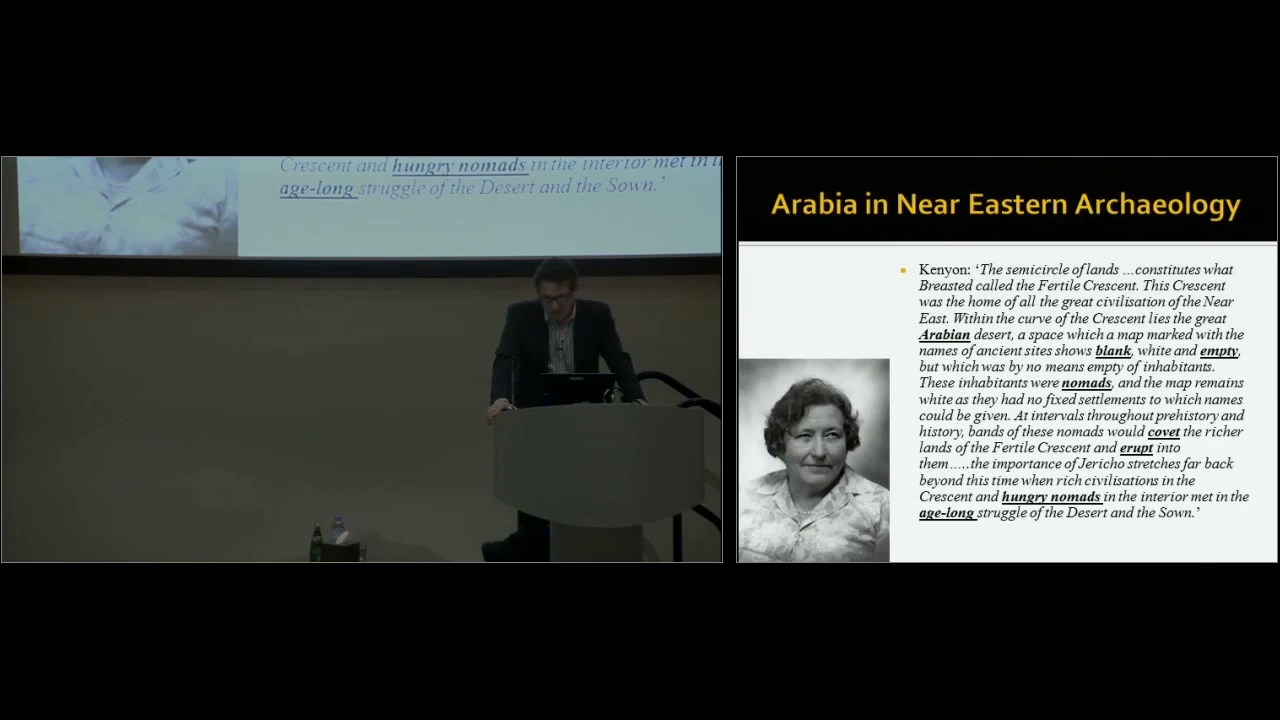 Crescent and hungry nomads in the interior met in
age-long struggle of the Desert and the Sown.’
Arabia in Near Eastern Archaeology
Kenyon: ‘The semicircle of lands …constitutes what
Breasted called the Fertile Crescent. This Crescent
was the home of all the great civilisation of the Near
East. Within the curve of the Crescent lies the great
Arabian desert, a space which a map marked with the
names of ancient sites shows blank, white and empty,
but which was by no means empty of inhabitants.
These inhabitants were nomads, and the map remains
white as they had no fixed settlements to which names
could be given. At intervals throughout prehistory and
history, bands of these nomads would covet the richer
lands of the Fertile Crescent and erupt into
them…..the importance of Jericho stretches far back
beyond this time when rich civilisations in the
Crescent and hungry nomads in the interior met in the
age-long struggle of the Desert and the Sown.’